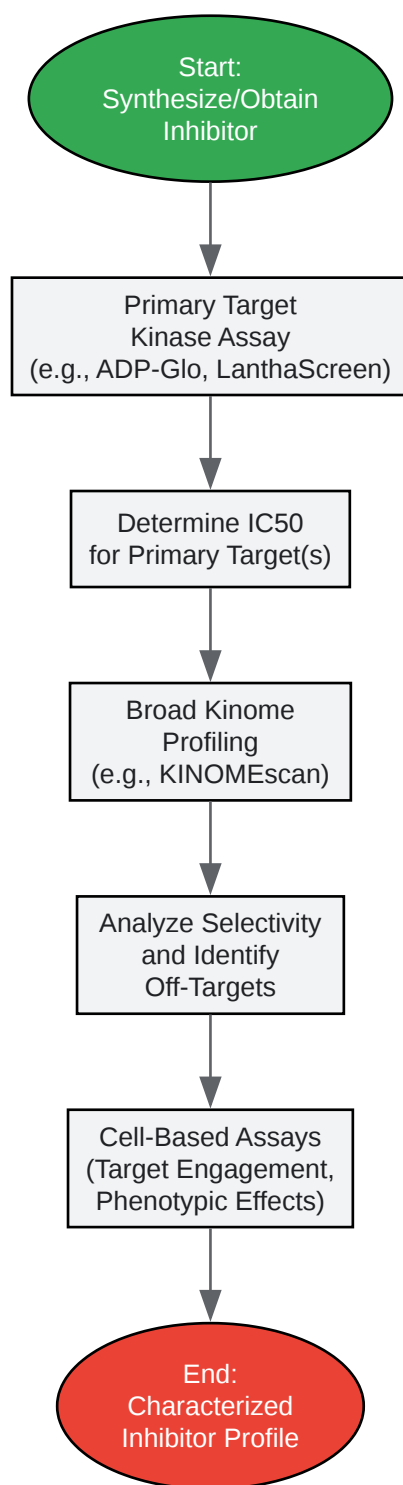 Start:
Synthesize/Obtain
Inhibitor
Primary Target
Kinase Assay
(e.g., ADP-Glo, LanthaScreen)
Determine IC50
for Primary Target(s)
Broad Kinome
Profiling
(e.g., KINOMEscan)
Analyze Selectivity
and Identify
Off-Targets
Cell-Based Assays
(Target Engagement,
Phenotypic Effects)
End:
Characterized
Inhibitor Profile